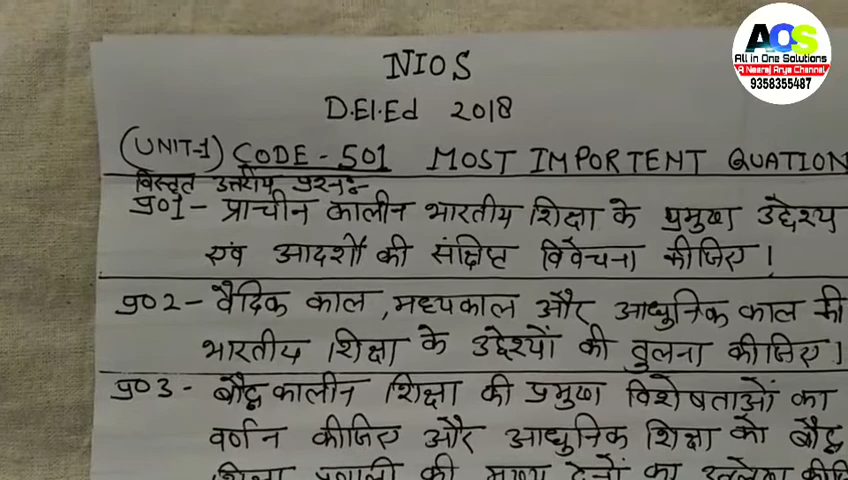 AOS
All in One Solutions
A Neeraj Arya Channel
9358355487
NIOS
D.El.Ed 2018
(UNIT-1) CODE - 501 MOST IMPORTENT QUATION
विस्तृत उत्तरीय प्रश्न:-
प्र01- प्राचीन कालीन भारतीय शिक्षा के प्रमुख उद्देश्य
एवं आदर्शों की संक्षिप्त विवेचना कीजिए।
प्र02- वैदिक काल, मध्यकाल और आधुनिक काल की
भारतीय शिक्षा के उद्देश्यों की तुलना कीजिए।
प्र03- बौद्ध कालीन शिक्षा की प्रमुख विशेषताओं का
वर्णन कीजिए और आधुनिक शिक्षा को बौद्ध
शिक्षा प्रणाली की मुख्य देनों का उल्लेख